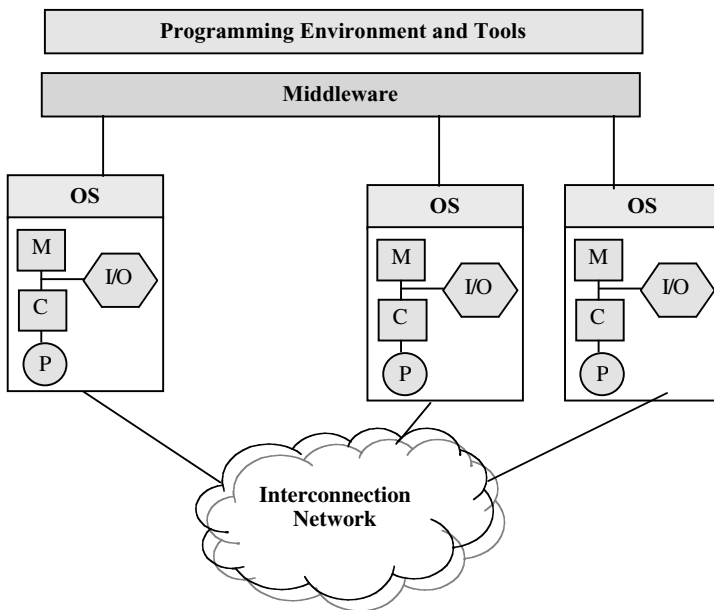 Programming Environment and Tools
Middleware
OS
M
I/O
C
P
OS
M
I/O
C
P
OS
M
I/O
C
P
Interconnection
Network